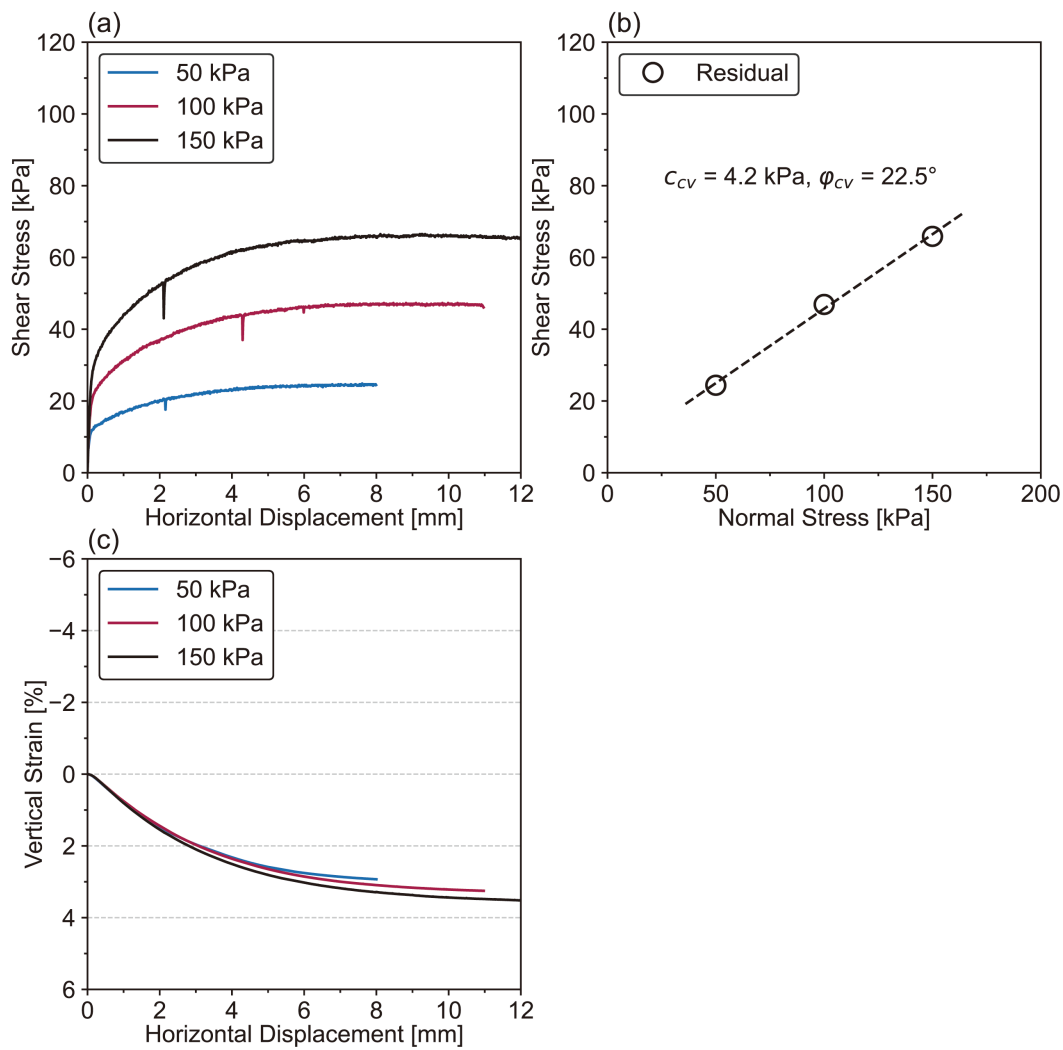 (a)
120
100
80
60
40
20
0
Shear Stress [kPa]
50 kPa
100 kPa
150 kPa
0 2 4 6 8 10 12
Horizontal Displacement [mm]
(b)
120
100
80
60
40
20
0
Shear Stress [kPa]
Residual
c_cv = 4.2 kPa, φ_cv = 22.5°
0 50 100 150 200
Normal Stress [kPa]
(c)
−6
−4
−2
0
2
4
6
Vertical Strain [%]
50 kPa
100 kPa
150 kPa
0 2 4 6 8 10 12
Horizontal Displacement [mm]